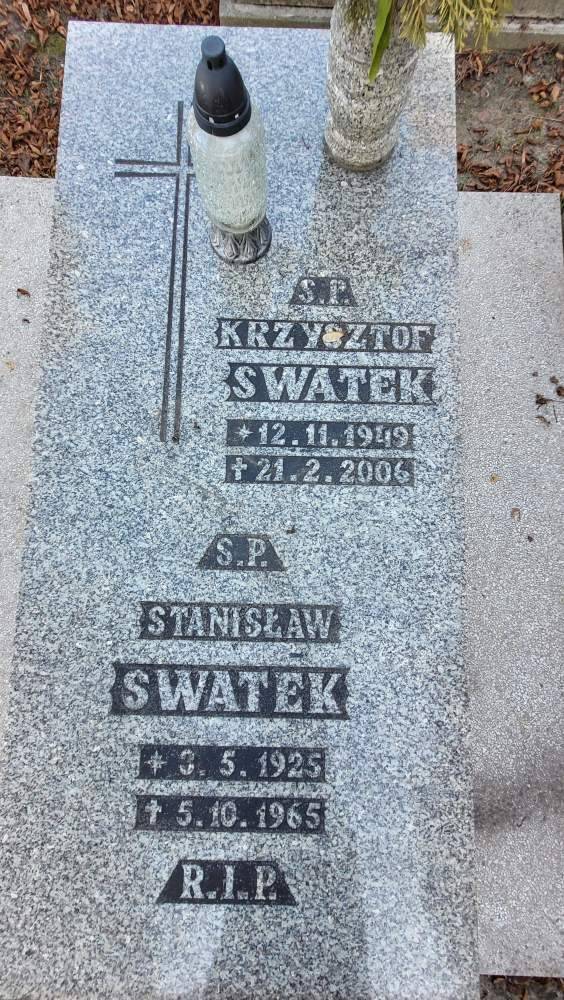 S.P.
KRZYSZTOF
SWATEK
* 12.11.1949
✝ 21.2.2006
S.P.
STANISŁAW
SWATEK
* 3.5.1925
✝ 5.10.1965
R.I.P.